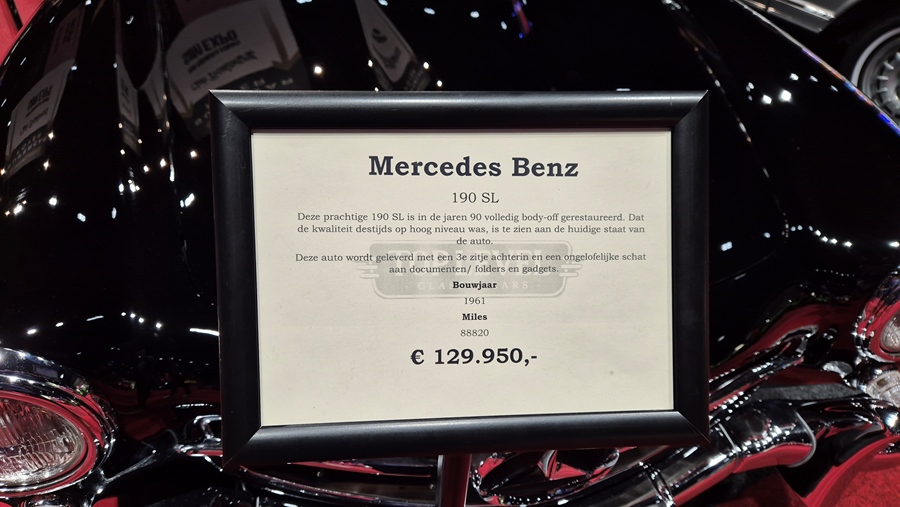 Mercedes Benz
190 SL
Deze prachtige 190 SL is in de jaren 90 volledig body-off gerestaureerd. Dat
de kwaliteit destijds op hoog niveau was, is te zien aan de huidige staat van
de auto.
Deze auto wordt geleverd met een 3e zitje achterin en een ongelofelijke schat
aan documenten/ folders en gadgets.
Bouwjaar
1961
Miles
88820
€ 129.950,-